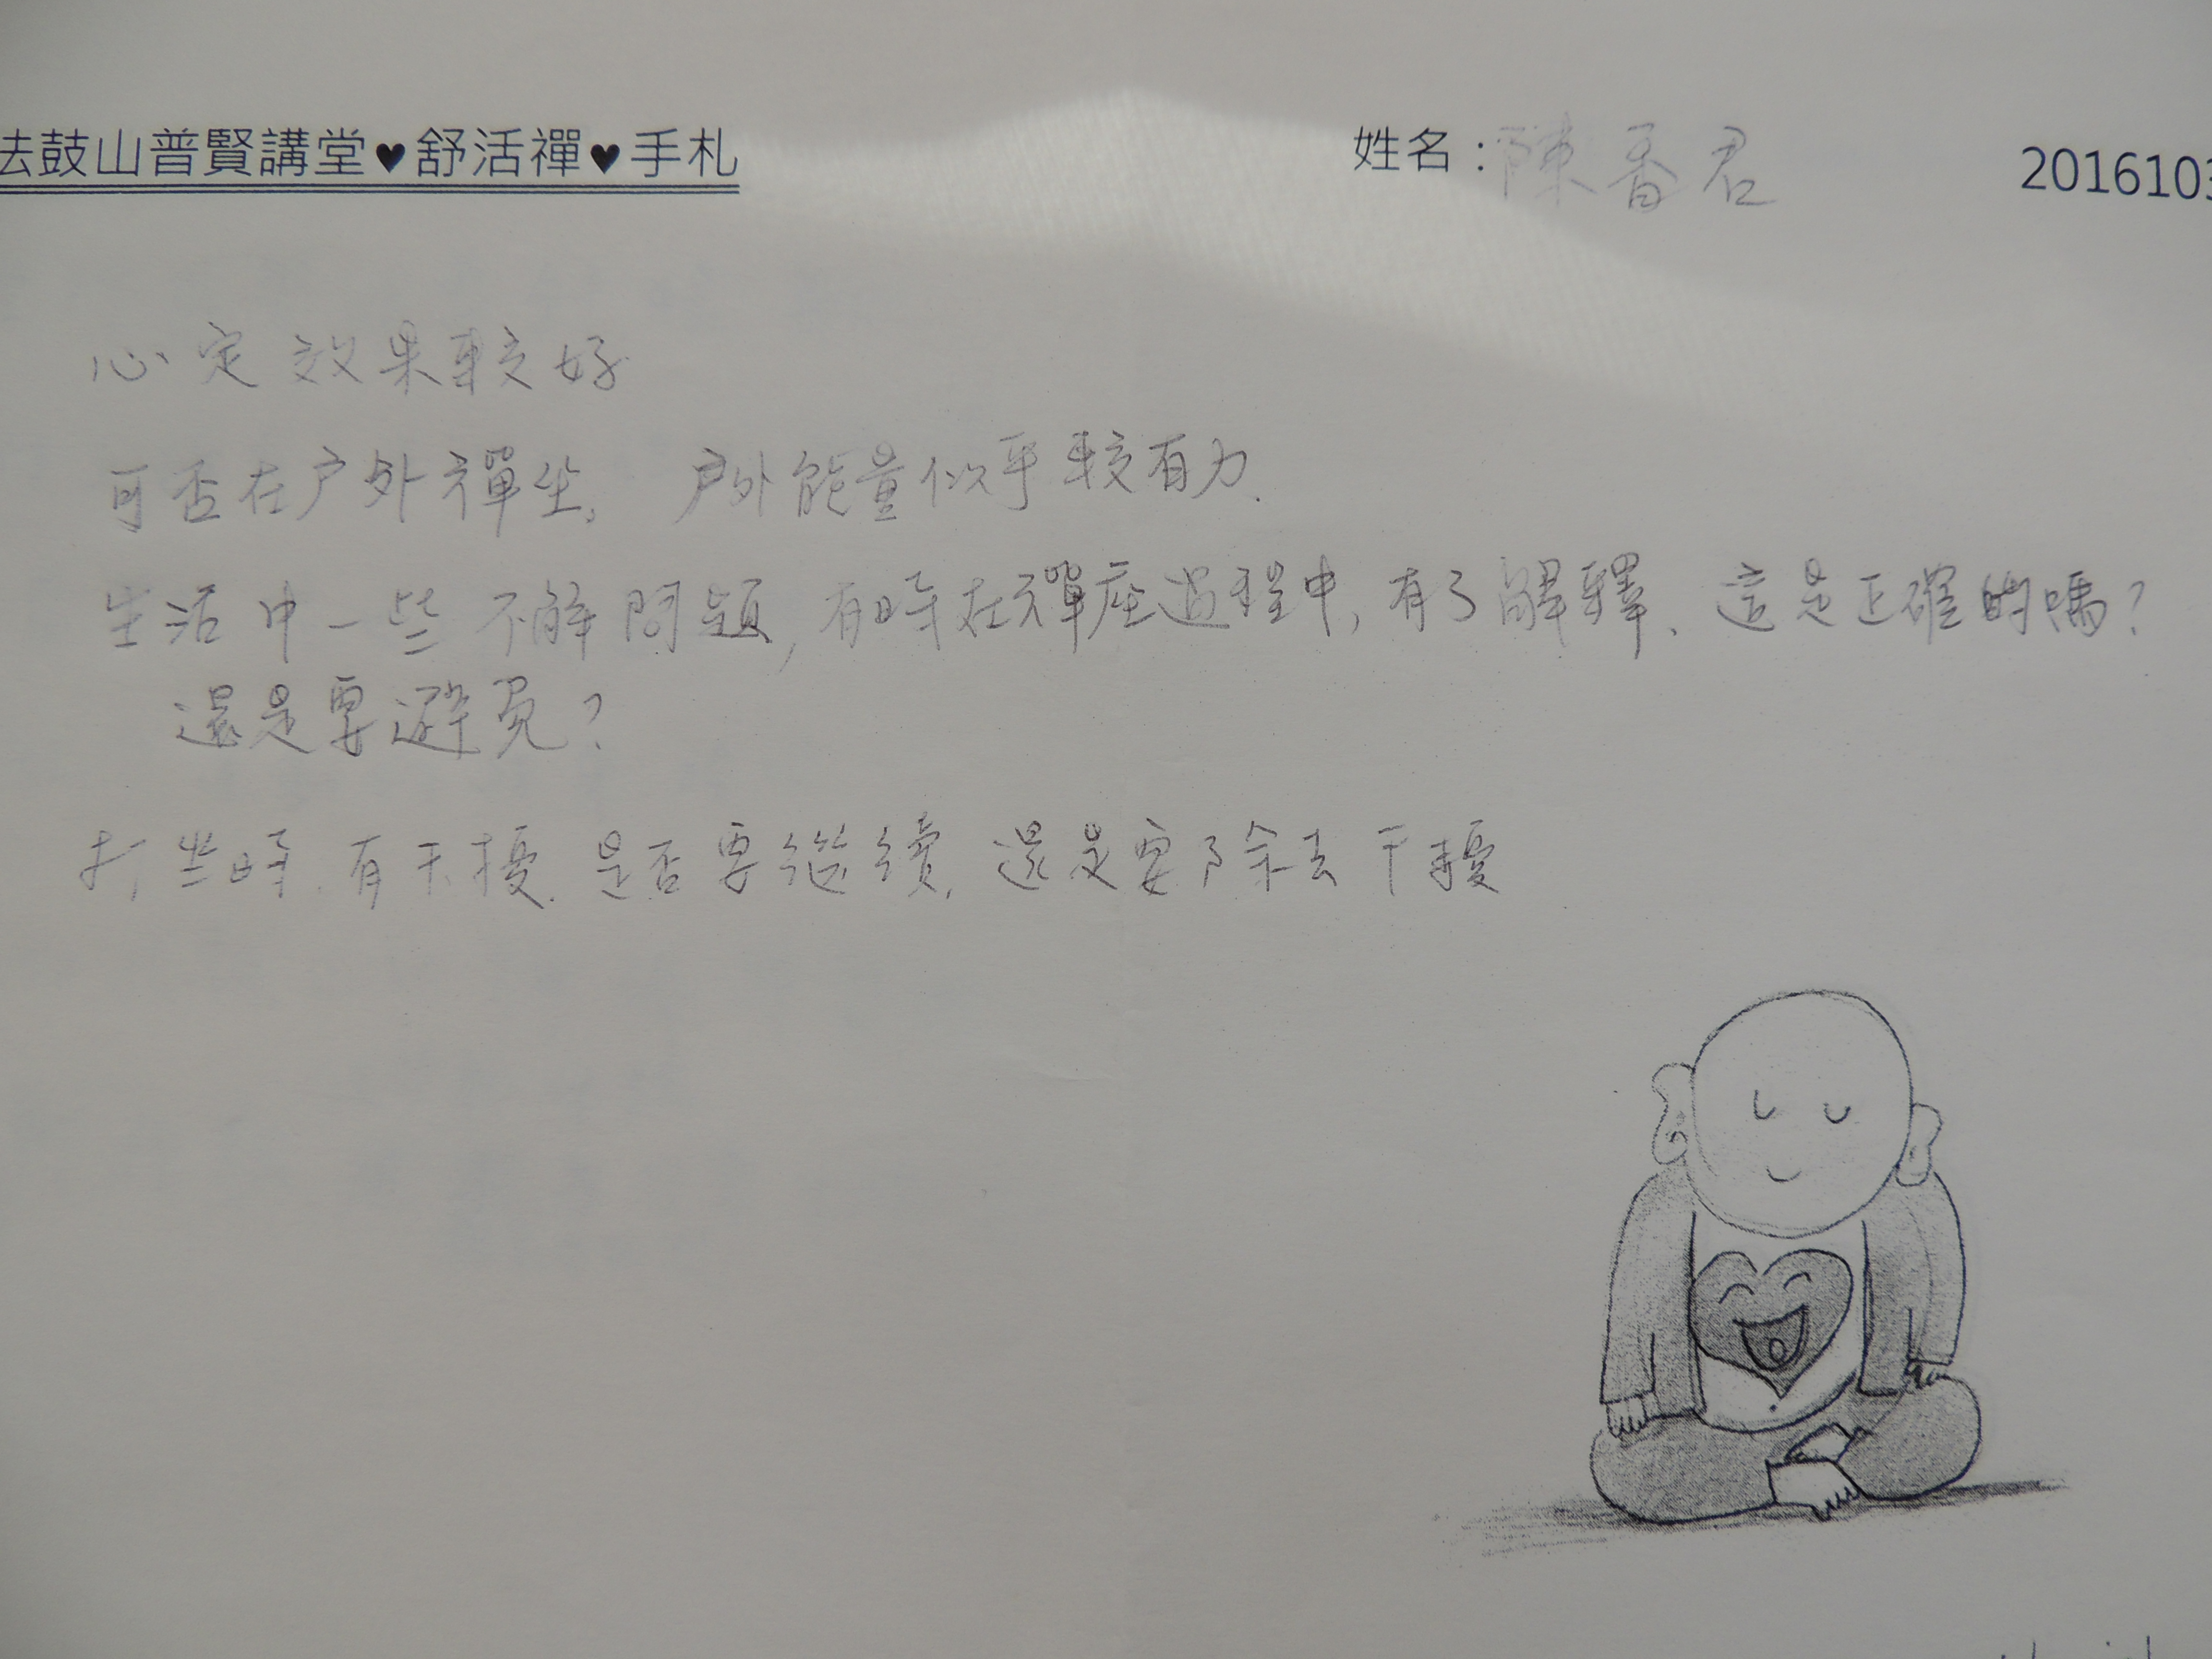 法鼓山普賢講堂♥舒活禪♥手札 姓名：陳香君 2016103
心定效果較好
可否在户外禪坐, 户外能量似乎較有力.
生活中一些不解問題, 有時在禪座過程中, 有了解釋、這是正確的嗎?
還是要避免?
打坐時.有干擾.是否要繼續, 還是要除去干擾